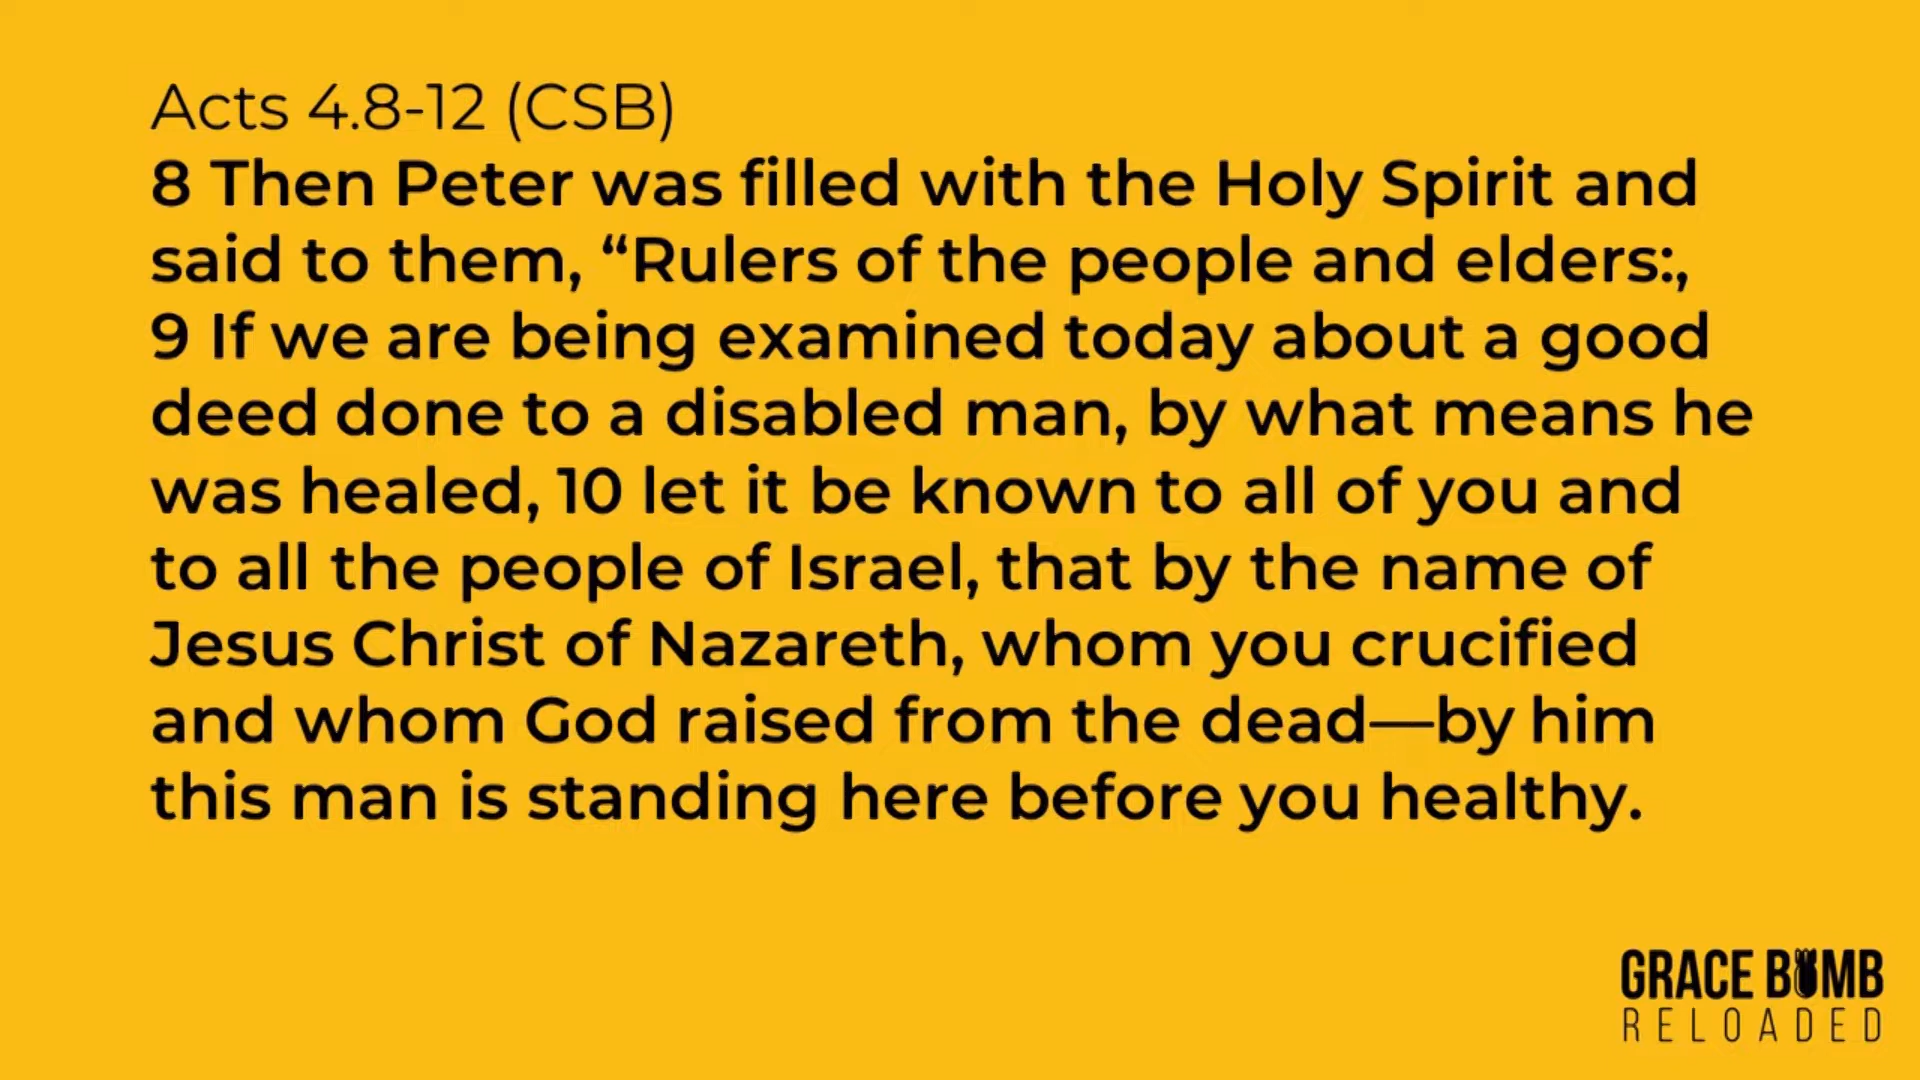 Acts 4.8-12 (CSB)
8 Then Peter was filled with the Holy Spirit and
said to them, “Rulers of the people and elders:,
9 If we are being examined today about a good
deed done to a disabled man, by what means he
was healed, 10 let it be known to all of you and
to all the people of Israel, that by the name of
Jesus Christ of Nazareth, whom you crucified
and whom God raised from the dead—by him
this man is standing here before you healthy.
GRACE BOMB
RELOADED